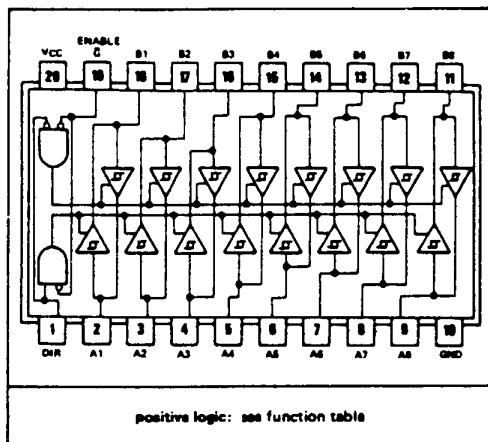 VCC ENABLE G̅ B1 B2 B3 B4 B5 B6 B7 B8
20 19 18 17 16 15 14 13 12 11
1 2 3 4 5 6 7 8 9 10
DIR A1 A2 A3 A4 A5 A6 A7 A8 GND
positive logic: see function table